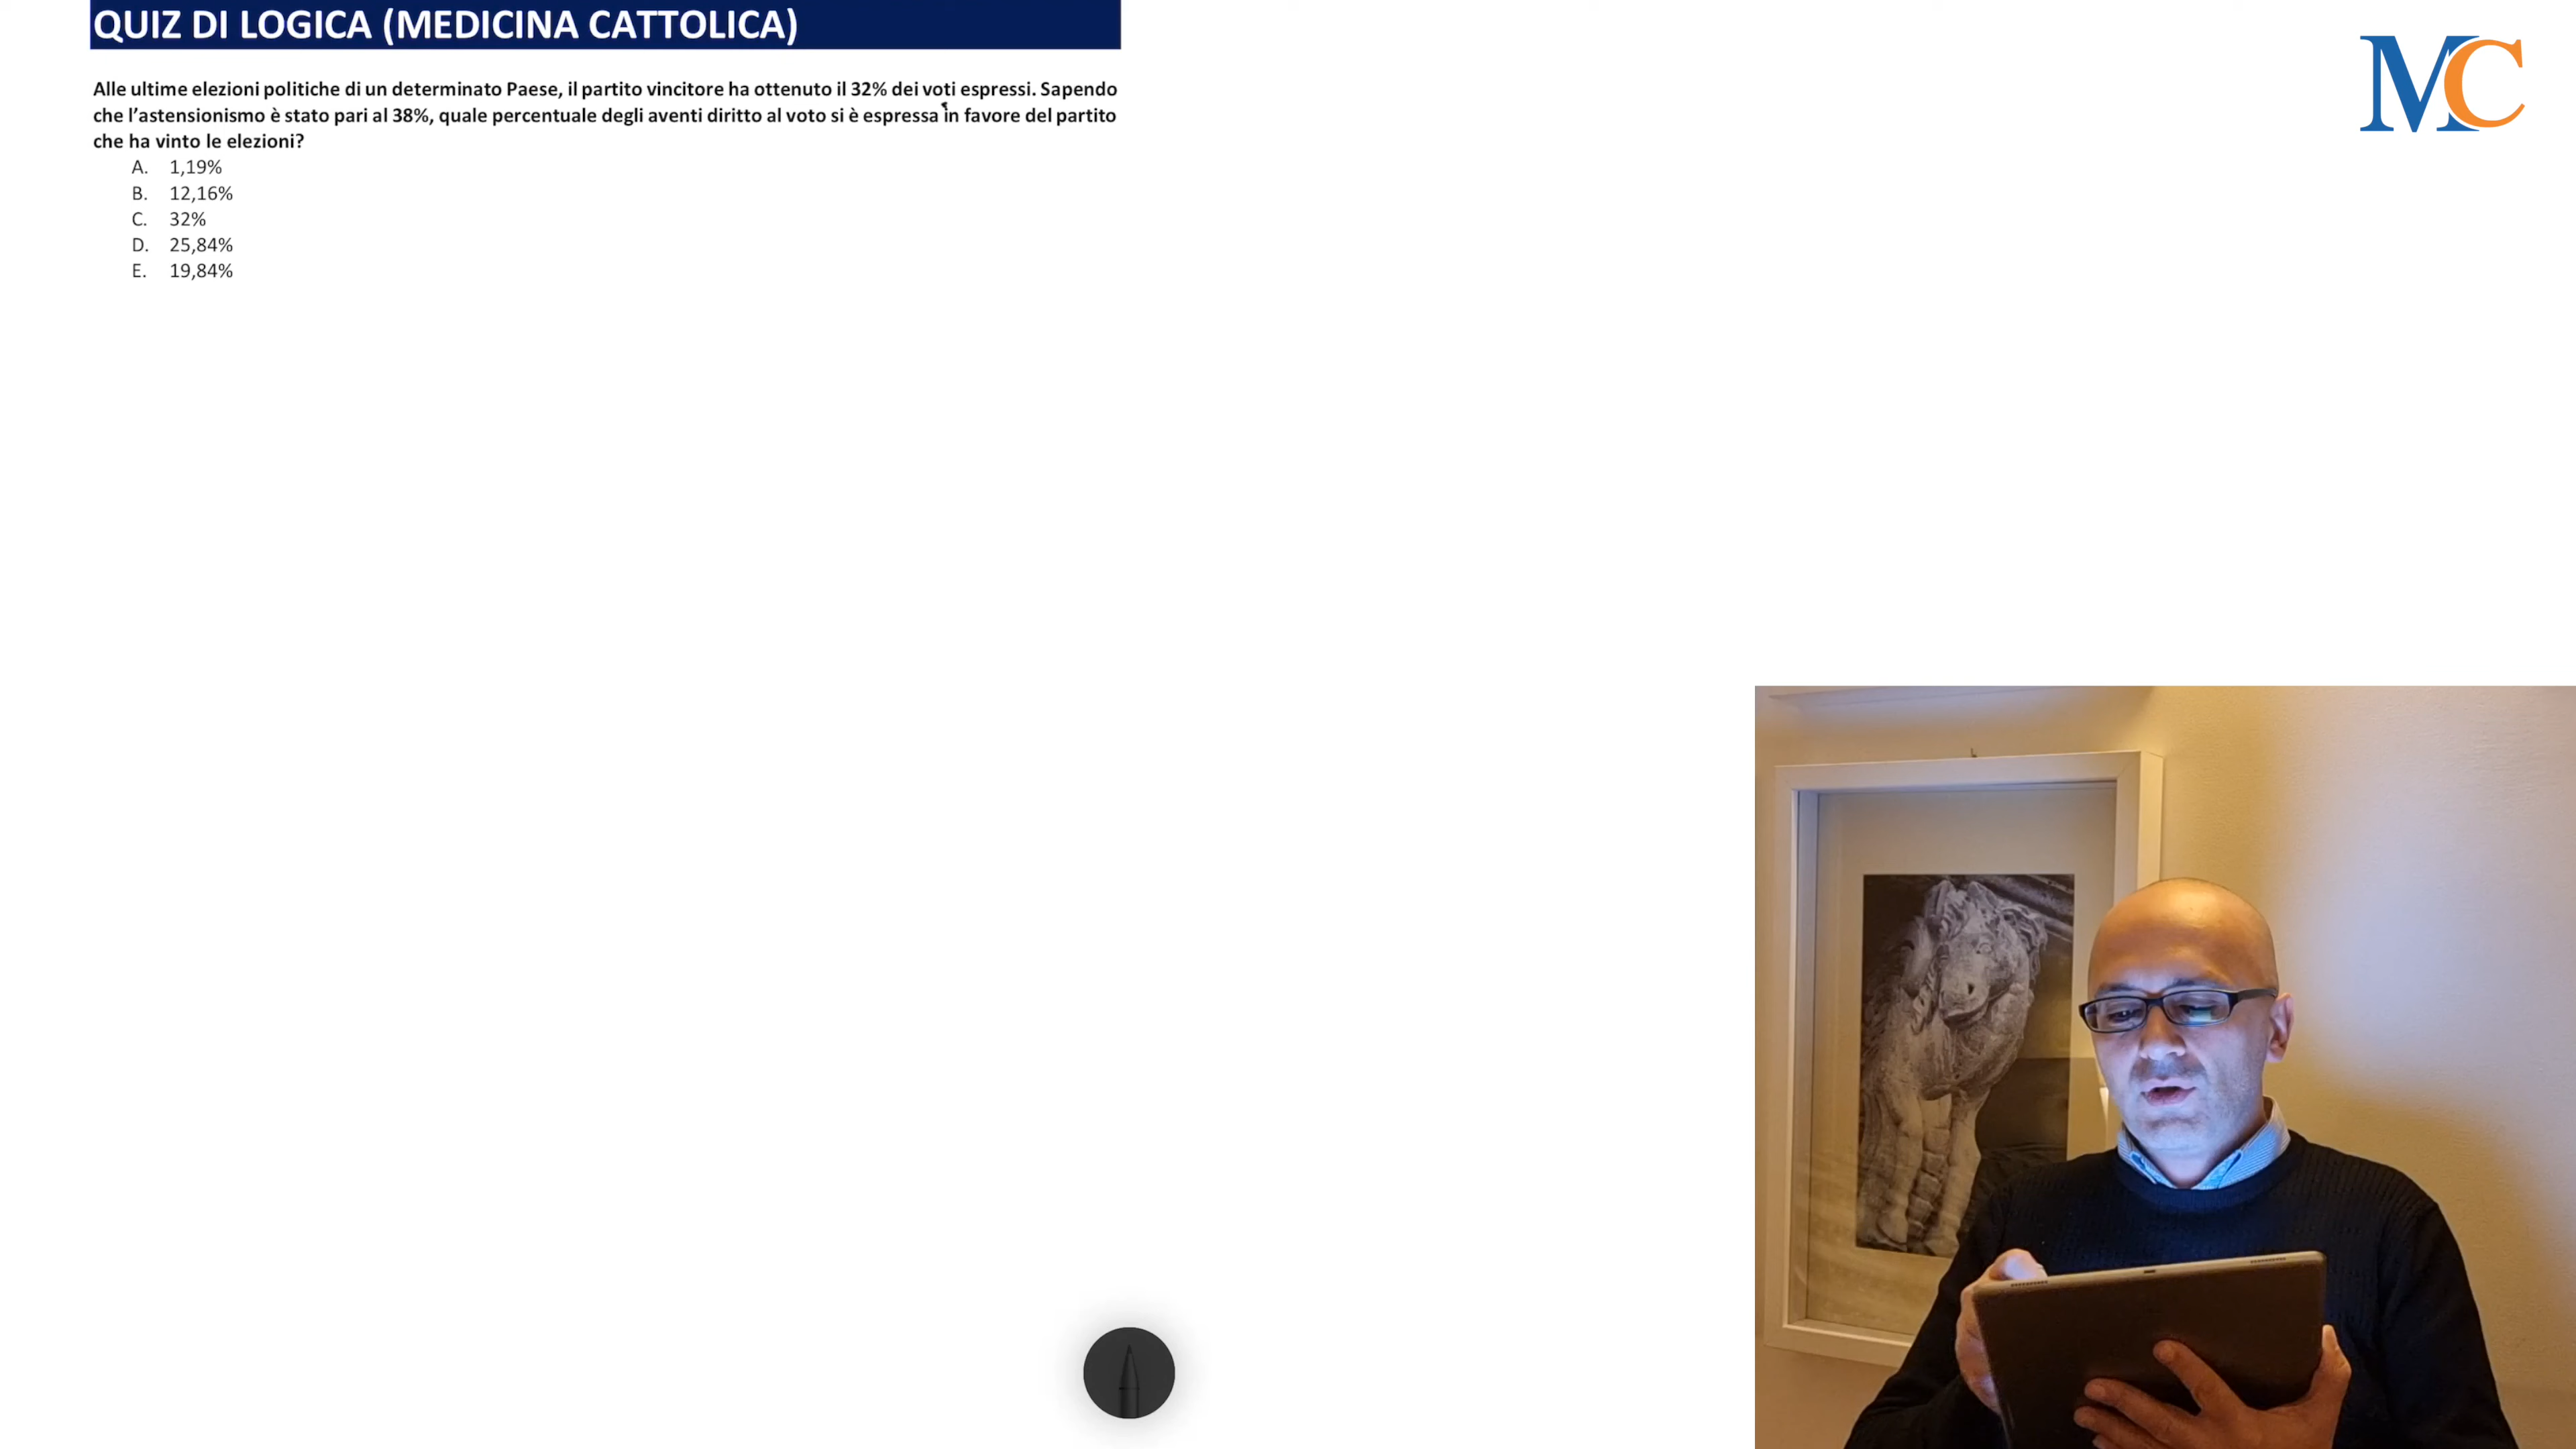 QUIZ DI LOGICA (MEDICINA CATTOLICA)
MC
Alle ultime elezioni politiche di un determinato Paese, il partito vincitore ha ottenuto il 32% dei voti espressi. Sapendo
che l’astensionismo è stato pari al 38%, quale percentuale degli aventi diritto al voto si è espressa in favore del partito
che ha vinto le elezioni?
A. 1,19%
B. 12,16%
C. 32%
D. 25,84%
E. 19,84%